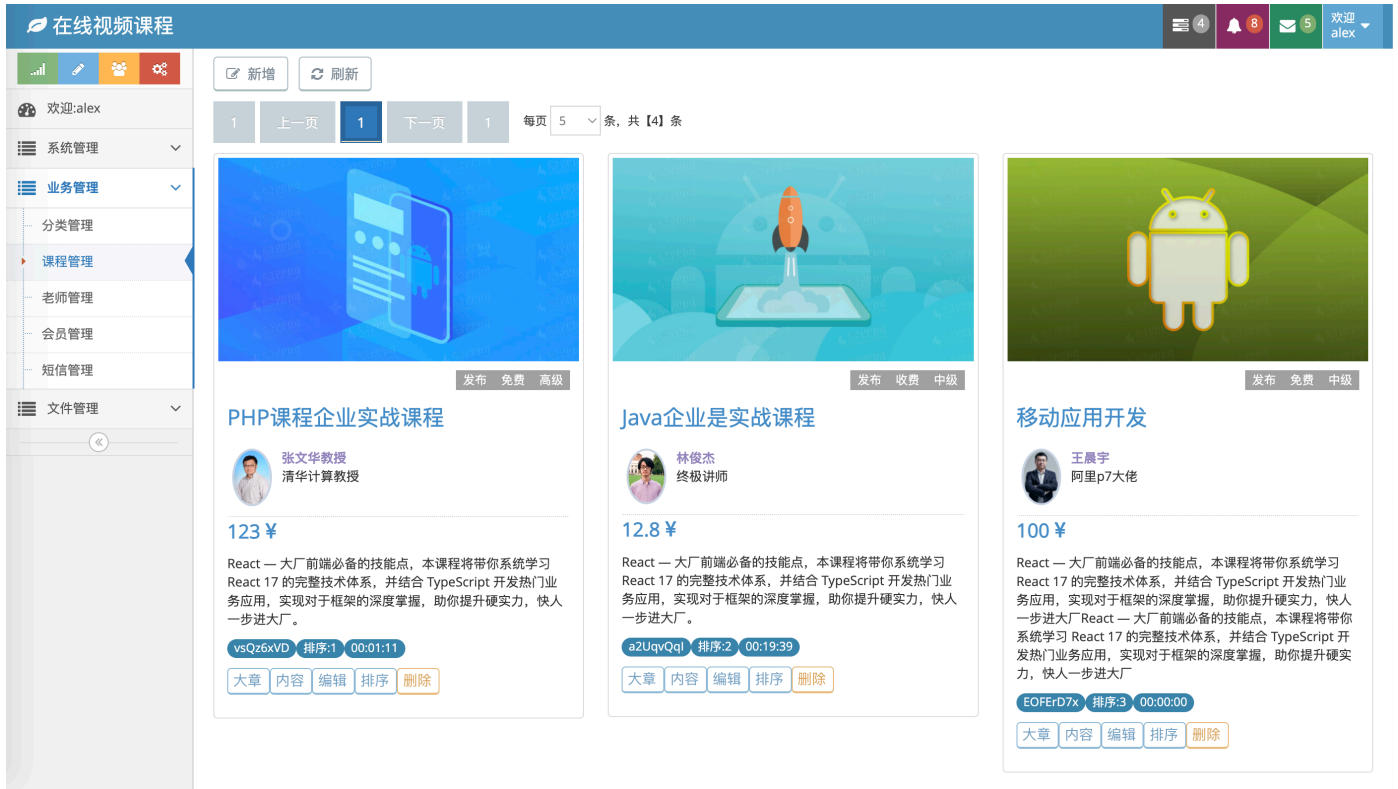 在线视频课程
4
8
5
欢迎
alex
欢迎:alex
系统管理
业务管理
分类管理
课程管理
老师管理
会员管理
短信管理
文件管理
新增
刷新
1
上一页
1
下一页
1
每页
5
条，共【4】条
发布 免费 高级
PHP课程企业实战课程
张文华教授
清华计算教授
123 ¥
React — 大厂前端必备的技能点，本课程将带你系统学习
React 17 的完整技术体系，并结合 TypeScript 开发热门业
务应用，实现对于框架的深度掌握，助你提升硬实力，快人
一步进大厂。
vsQz6xVD 排序:1 00:01:11
大章 内容 编辑 排序 删除
发布 收费 中级
Java企业是实战课程
林俊杰
终极讲师
12.8 ¥
React — 大厂前端必备的技能点，本课程将带你系统学习
React 17 的完整技术体系，并结合 TypeScript 开发热门业
务应用，实现对于框架的深度掌握，助你提升硬实力，快人
一步进大厂。
a2UqvQql 排序:2 00:19:39
大章 内容 编辑 排序 删除
发布 免费 中级
移动应用开发
王晨宇
阿里p7大佬
100 ¥
React — 大厂前端必备的技能点，本课程将带你系统学习
React 17 的完整技术体系，并结合 TypeScript 开发热门业
务应用，实现对于框架的深度掌握，助你提升硬实力，快人
一步进大厂React — 大厂前端必备的技能点，本课程将带你
系统学习 React 17 的完整技术体系，并结合 TypeScript 开
发热门业务应用，实现对于框架的深度掌握，助你提升硬实
力，快人一步进大厂
EOFErD7x 排序:3 00:00:00
大章 内容 编辑 排序 删除